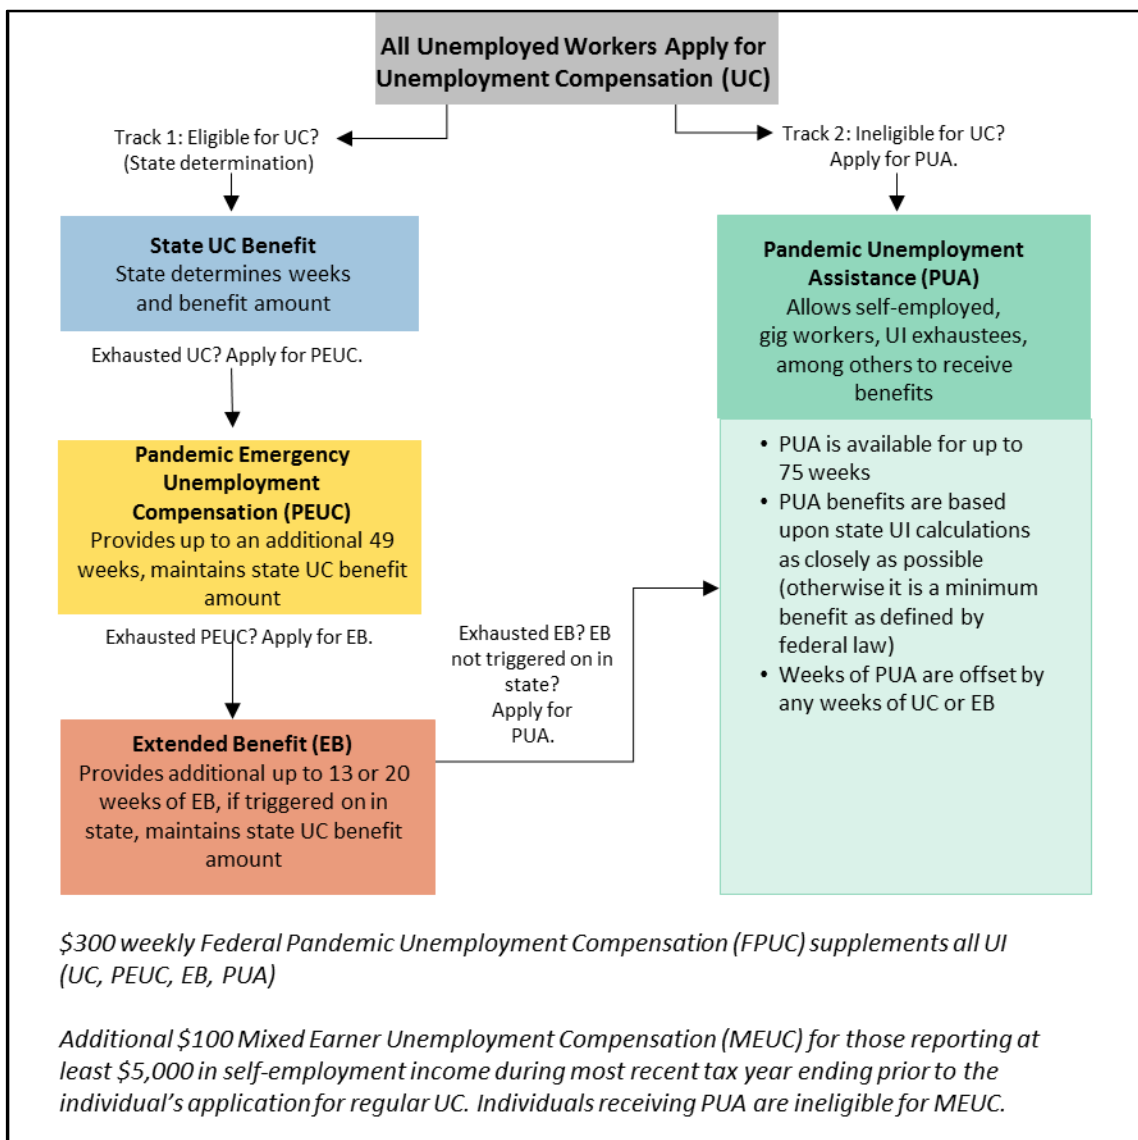 All Unemployed Workers Apply for
Unemployment Compensation (UC)
Track 1: Eligible for UC?
(State determination)
Track 2: Ineligible for UC?
Apply for PUA.
State UC Benefit
State determines weeks
and benefit amount
Exhausted UC? Apply for PEUC.
Pandemic Emergency
Unemployment
Compensation (PEUC)
Provides up to an additional 49
weeks, maintains state UC benefit
amount
Exhausted PEUC? Apply for EB.
Extended Benefit (EB)
Provides additional up to 13 or 20
weeks of EB, if triggered on in
state, maintains state UC benefit
amount
Exhausted EB? EB
not triggered on in
state?
Apply for
PUA.
Pandemic Unemployment
Assistance (PUA)
Allows self-employed,
gig workers, UI exhaustees,
among others to receive
benefits
• PUA is available for up to
75 weeks
• PUA benefits are based
upon state UI calculations
as closely as possible
(otherwise it is a minimum
benefit as defined by
federal law)
• Weeks of PUA are offset by
any weeks of UC or EB
$300 weekly Federal Pandemic Unemployment Compensation (FPUC) supplements all UI
(UC, PEUC, EB, PUA)
Additional $100 Mixed Earner Unemployment Compensation (MEUC) for those reporting at
least $5,000 in self-employment income during most recent tax year ending prior to the
individual's application for regular UC. Individuals receiving PUA are ineligible for MEUC.